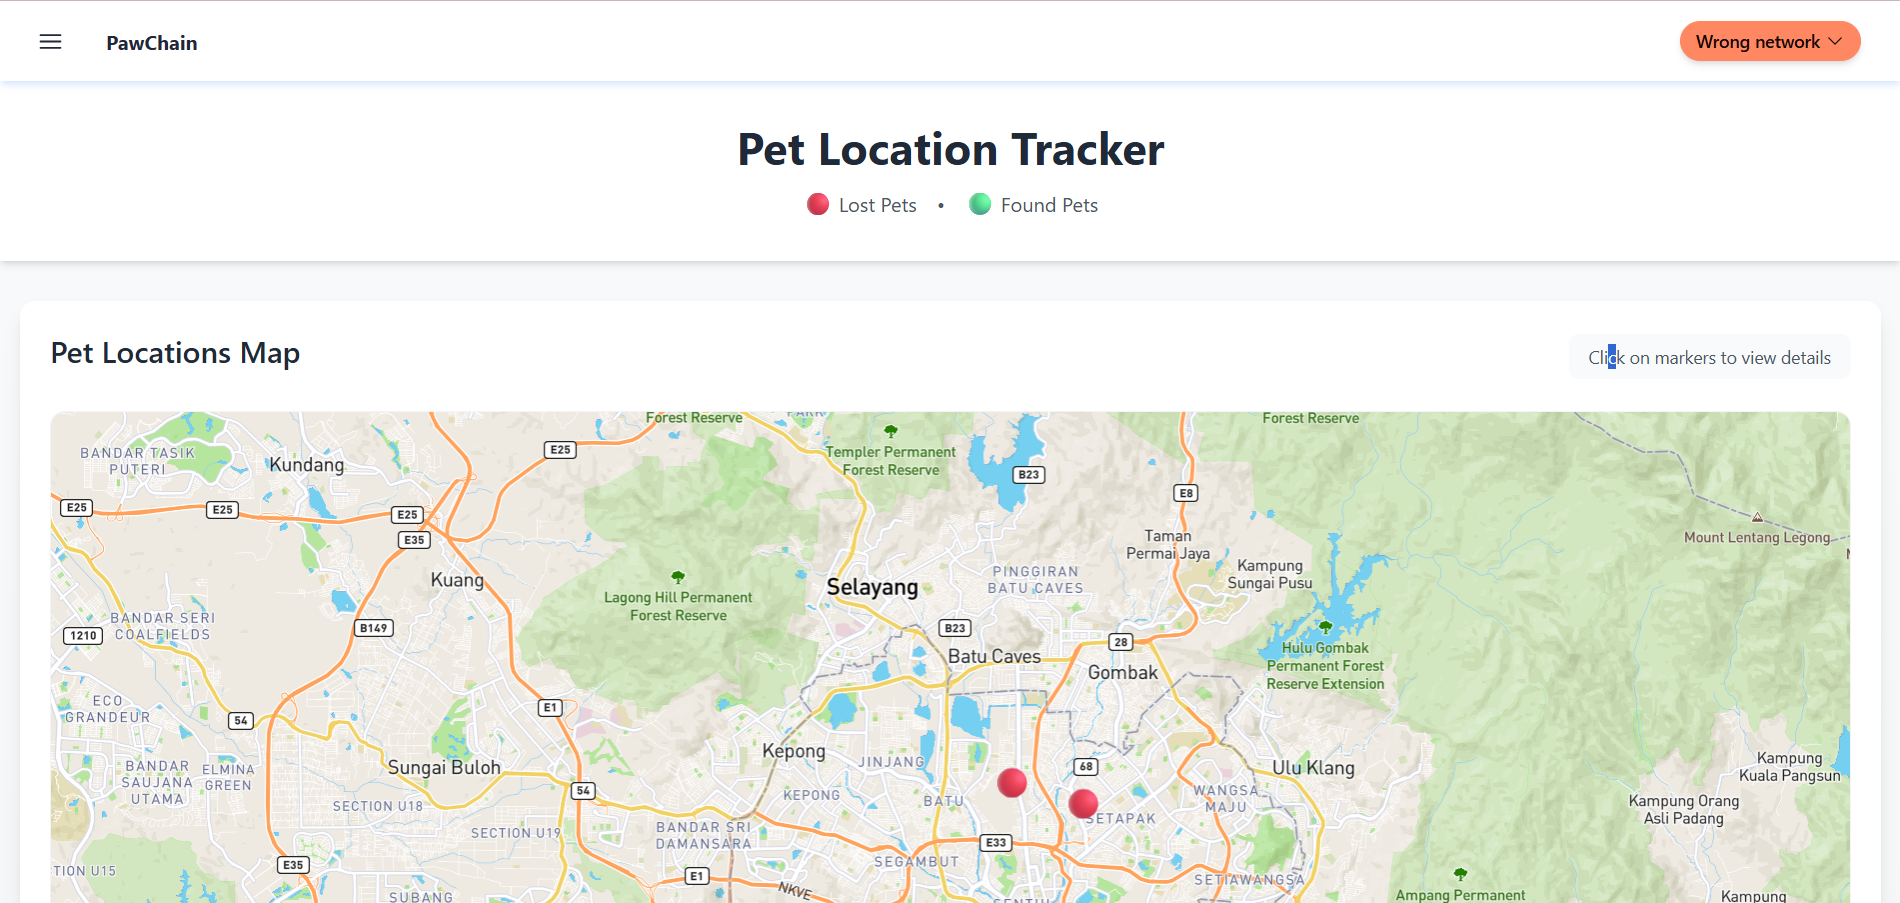 PawChain
Wrong network
Pet Location Tracker
Lost Pets • Found Pets
Pet Locations Map
Click on markers to view details
Forest Reserve
PARK
Forest Reserve
BANDAR TASIK
PUTERI
Kundang
E25
Templer Permanent
Forest Reserve
B23
E8
E25
E25
E25
E35
Taman
Permai Jaya
Mount Lentang Legong
Kuang
Lagong Hill Permanent
Forest Reserve
Selayang
PINGGIRAN
BATU CAVES
Kampung
Sungai Pusu
BANDAR SERI
COALFIELDS
1210
B149
B23
28
Batu Caves
Gombak
Hulu Gombak
Permanent Forest
Reserve Extension
ECO
GRANDEUR
54
E1
Kepong
JINJANG
68
Ulu Klang
Kampung
Kuala Pangsun
BANDAR
SAUJANA
UTAMA
ELMINA
GREEN
Sungai Buloh
54
SECTION U18
KEPONG
BATU
WANGSA
MAJU
Kampung Orang
Asli Padang
SETAPAK
SECTION U19
BANDAR SRI
DAMANSARA
E33
SEGAMBUT
E35
TION U15
E1
NKVE
SETIAWANGSA
SUBANG
SENTUL
Ampang Permanent
Kampung